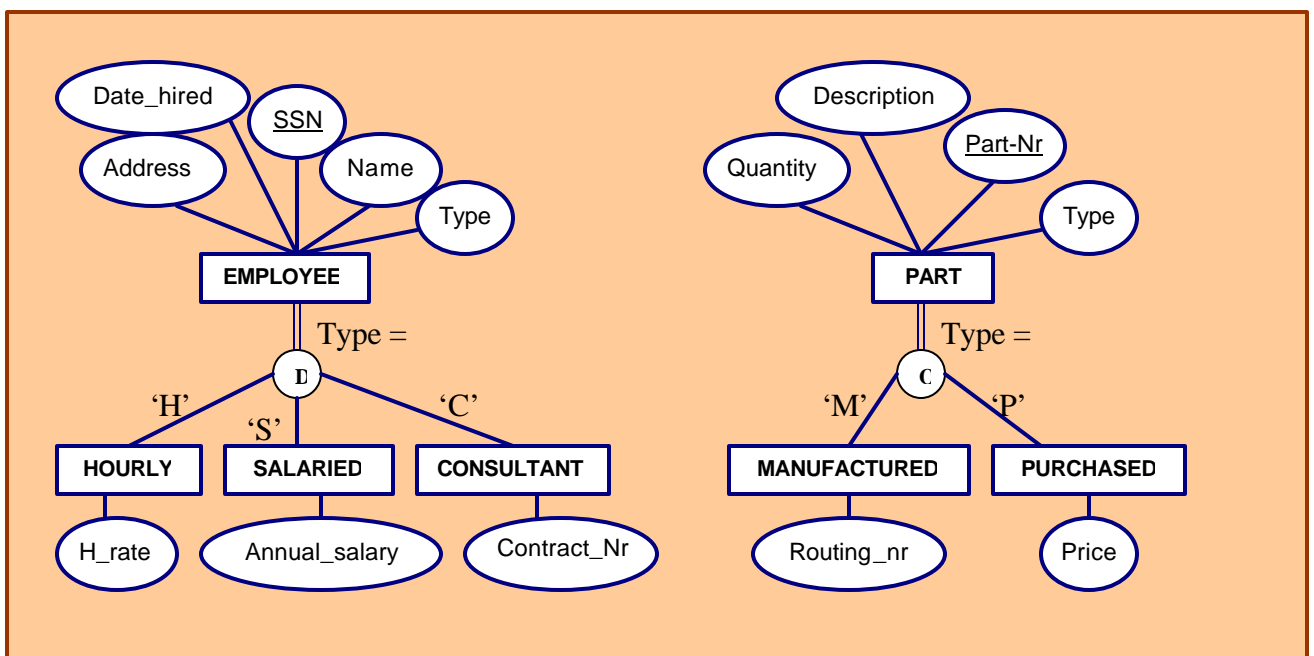 Date_hired
SSN
Address
Name
Type
EMPLOYEE
Type =
D
‘H’
‘S’
‘C’
HOURLY
SALARIED
CONSULTANT
H_rate
Annual_salary
Contract_Nr
Description
Part-Nr
Quantity
Type
PART
Type =
O
‘M’
‘P’
MANUFACTURED
PURCHASED
Routing_nr
Price